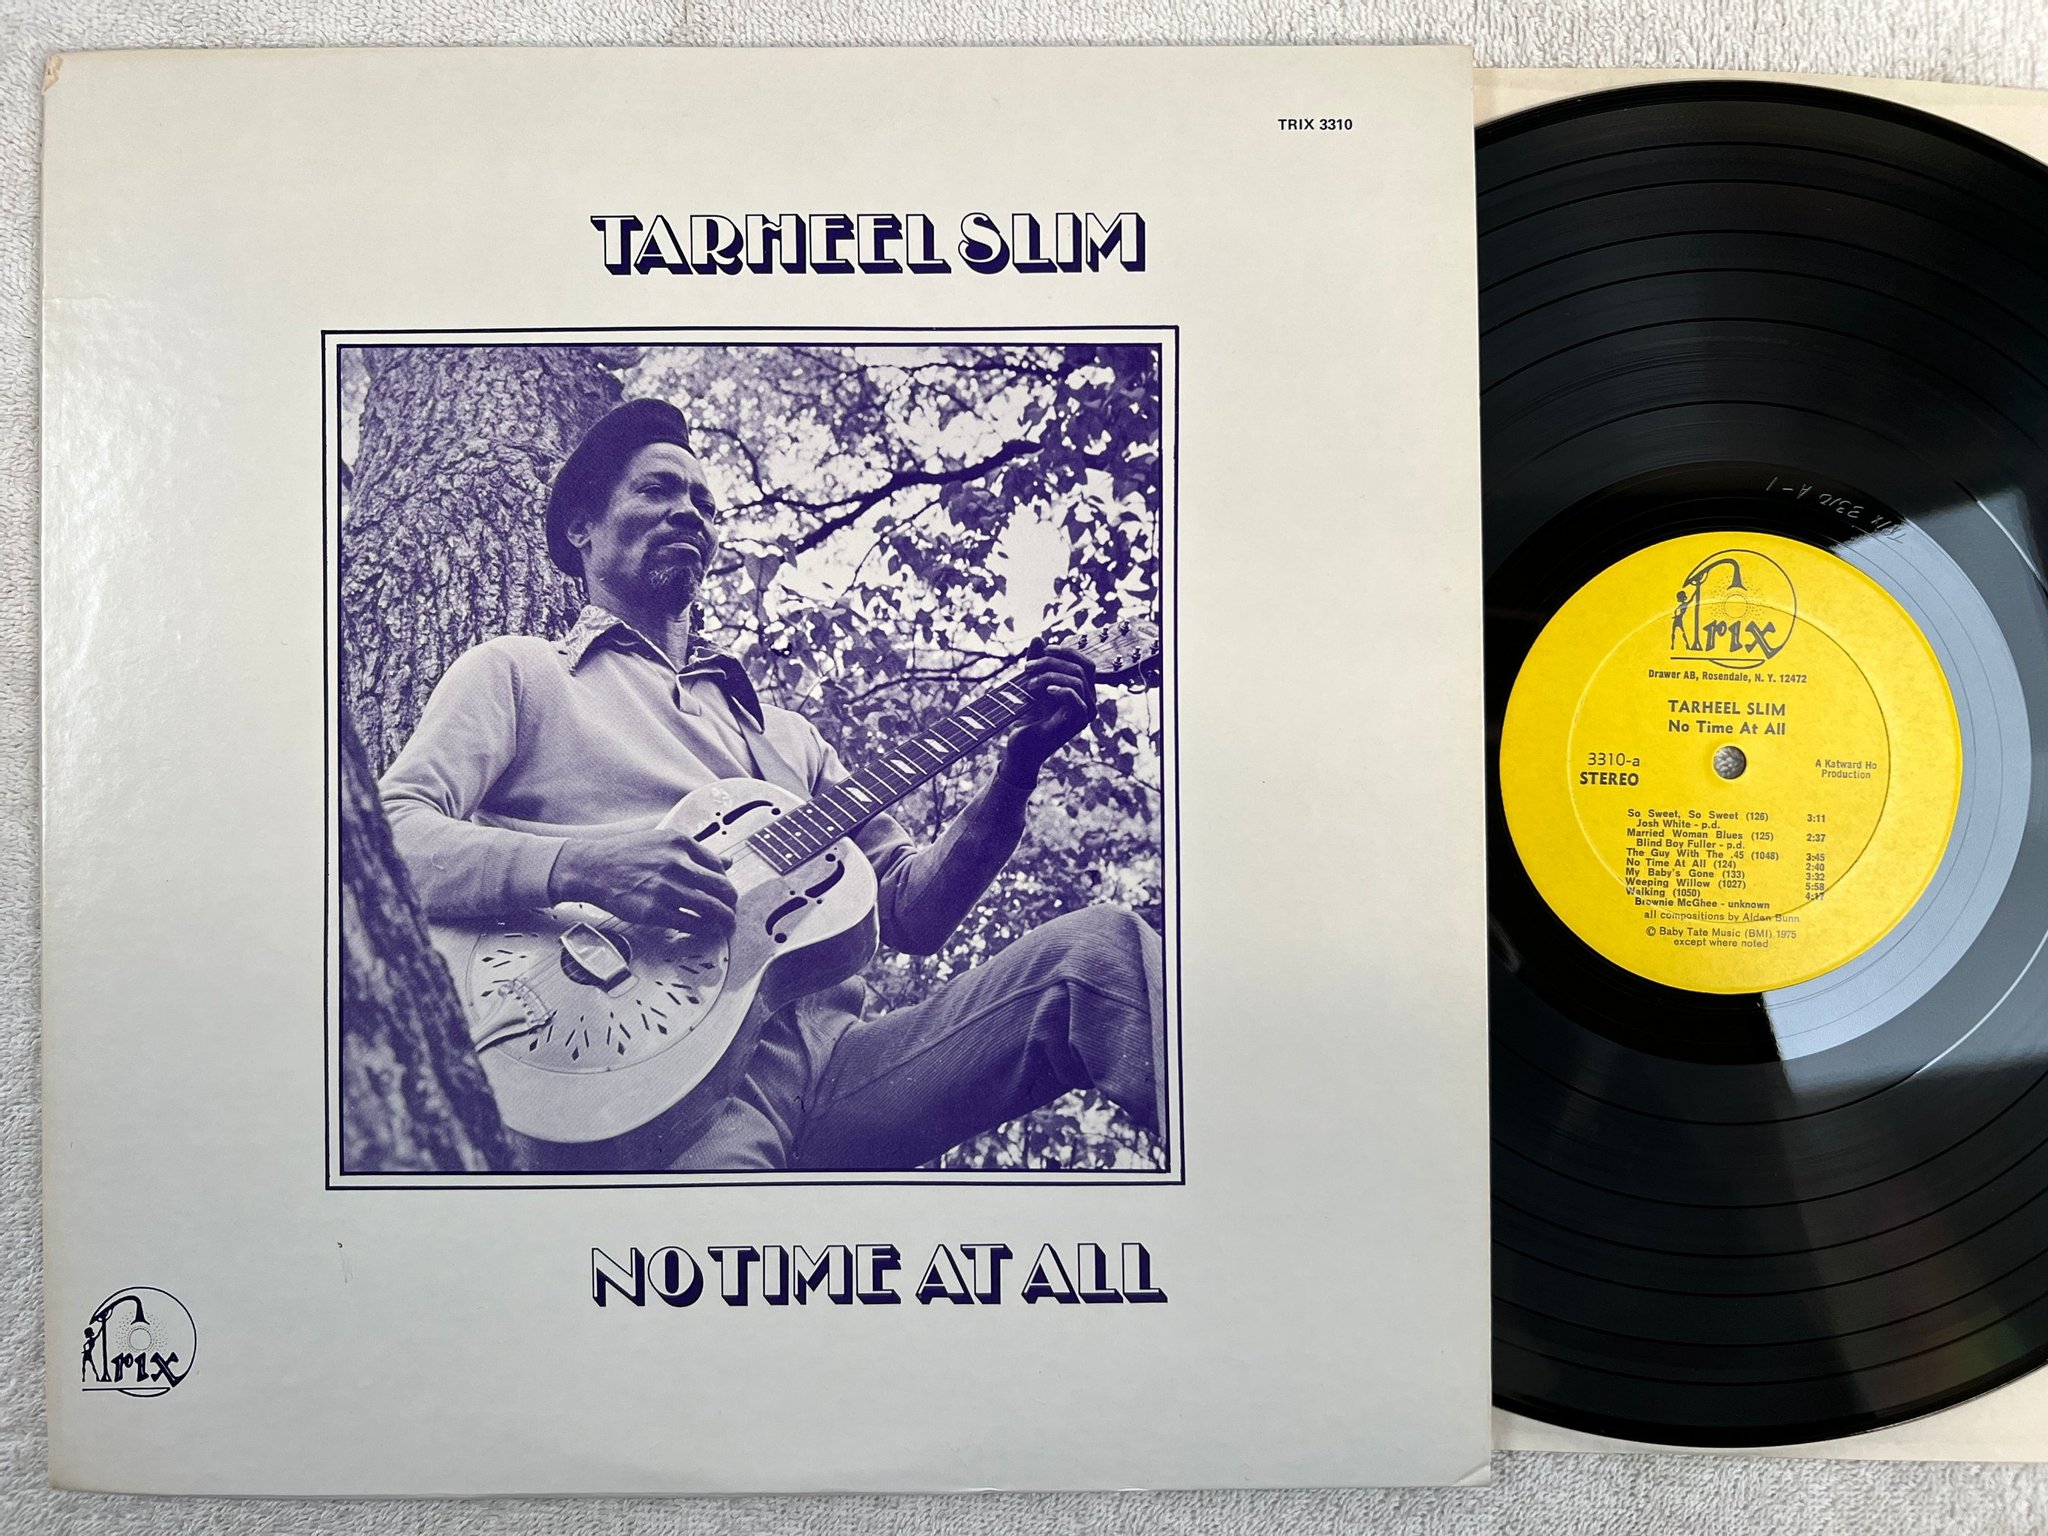 TRIX 3310
TARHEEL SLIM
NO TIME AT ALL
Trix
Trix 3310 A-1
Trix
Drawer AB, Rosendale, N. Y. 12472
TARHEEL SLIM
No Time At All
3310-a
STEREO
A Katward Ho
Production
So Sweet, So Sweet (126) 3:11
Josh White - p.d.
Married Woman Blues (125) 2:37
Blind Boy Fuller - p.d.
The Guy With The .45 (1048) 3:45
No Time At All (124) 2:40
My Baby's Gone (133) 3:32
Weeping Willow (1027) 5:58
Walking (1050) 4:17
Brownie McGhee - unknown
all compositions by Alden Bunn
© Baby Tate Music (BMI) 1975
except where noted